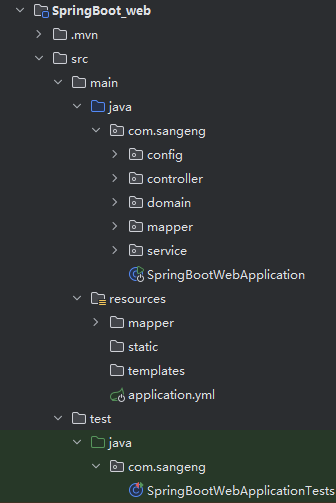 SpringBoot_web
.mvn
src
main
java
com.sangeng
config
controller
domain
mapper
service
SpringBootWebApplication
resources
mapper
static
templates
application.yml
test
java
com.sangeng
SpringBootWebApplicationTests